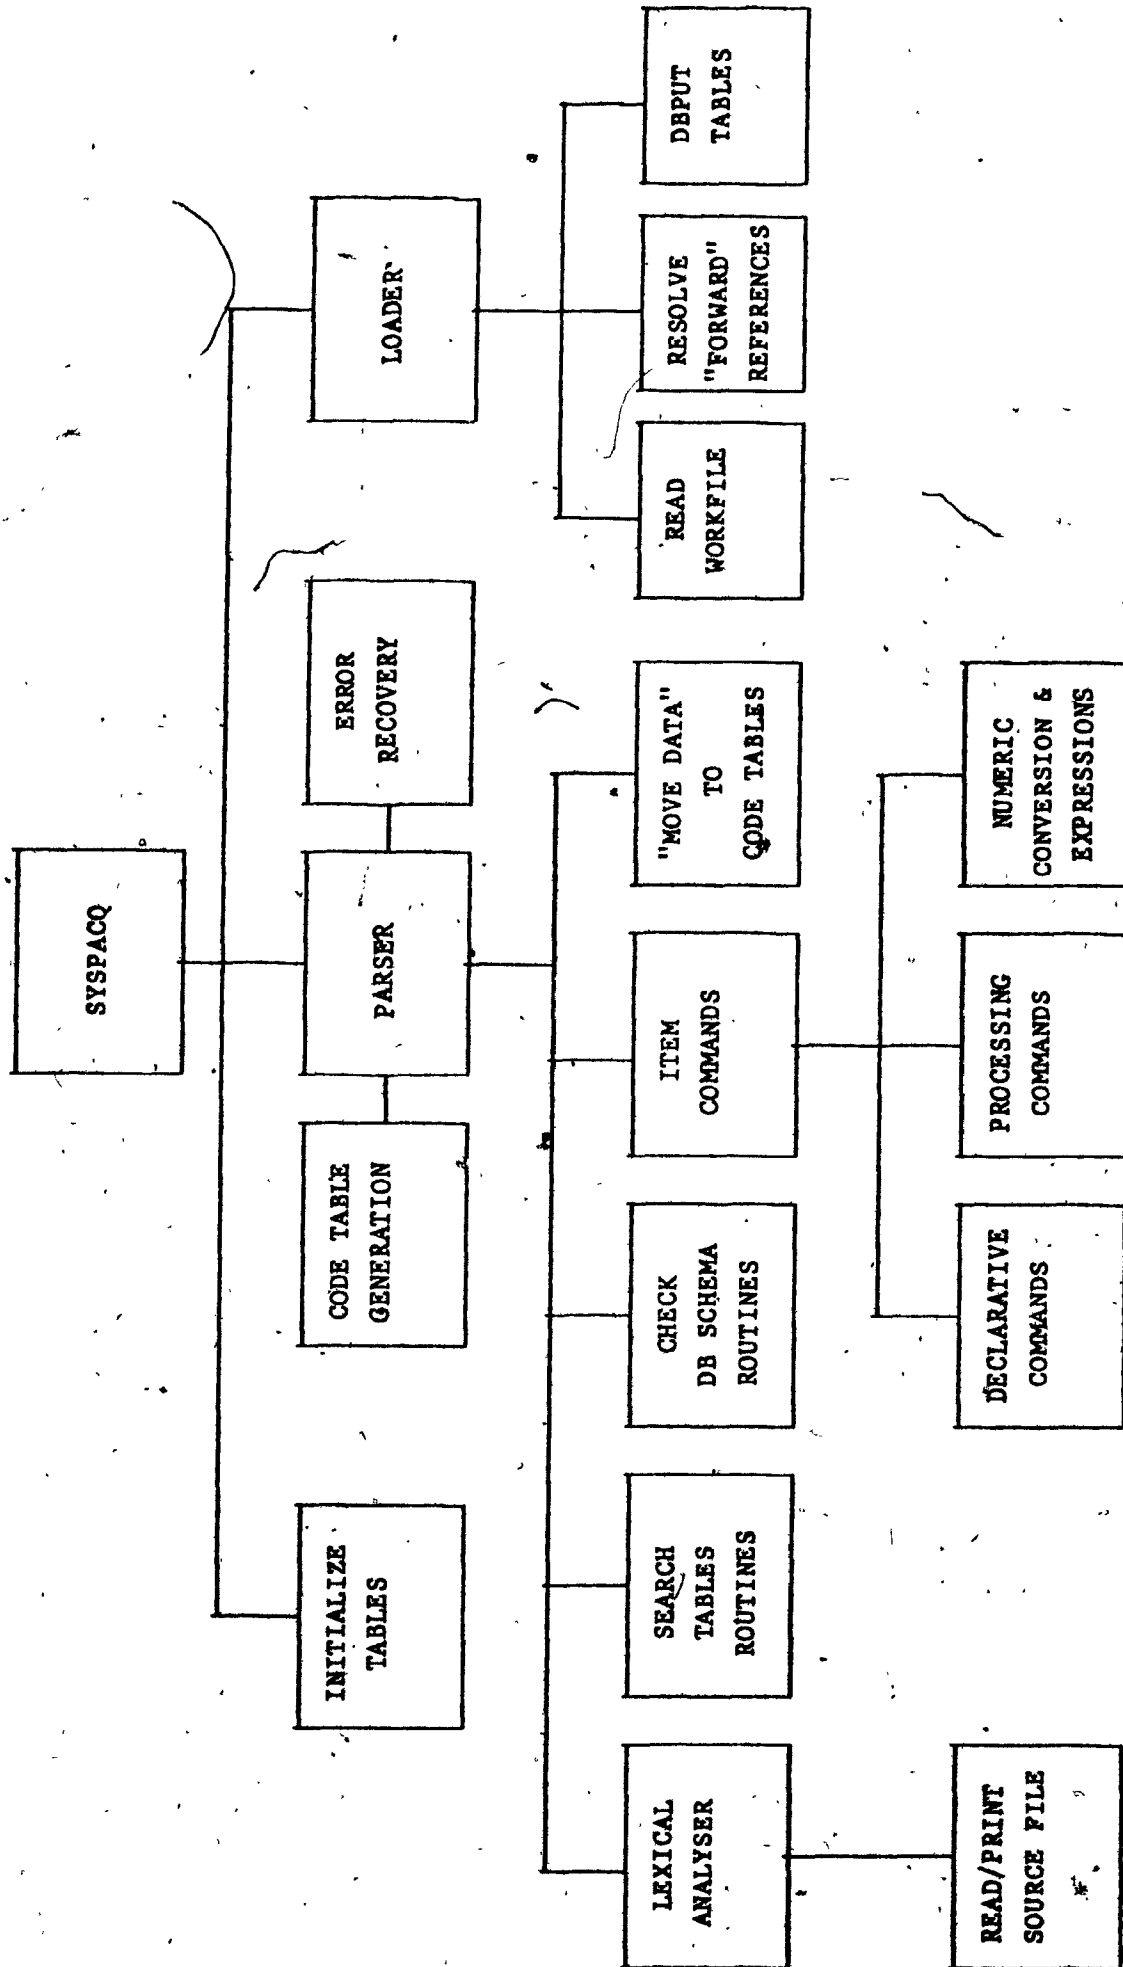 SYSPACQ
INITIALIZE
TABLES
CODE TABLE
GENERATION
PARSER
ERROR
RECOVERY
LOADER
LEXICAL
ANALYSER
SEARCH
TABLES
ROUTINES
CHECK
DB SCHEMA
ROUTINES
ITEM
COMMANDS
"MOVE DATA"
TO
CODE TABLES
READ
WORKFILE
RESOLVE
"FORWARD"
REFERENCES
DBPUT
TABLES
READ/PRINT
SOURCE FILE
DECLARATIVE
COMMANDS
PROCESSING
COMMANDS
NUMERIC
CONVERSION &
EXPRESSIONS